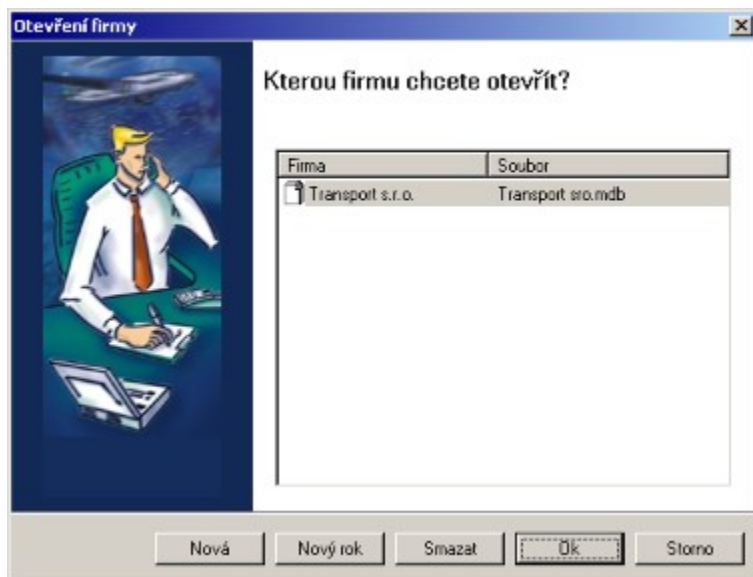 Otevření firmy
Kterou firmu chcete otevřít?
Firma Soubor
Transport s.r.o. Transport sro.mdb
Nová Nový rok Smazat Ok Storno